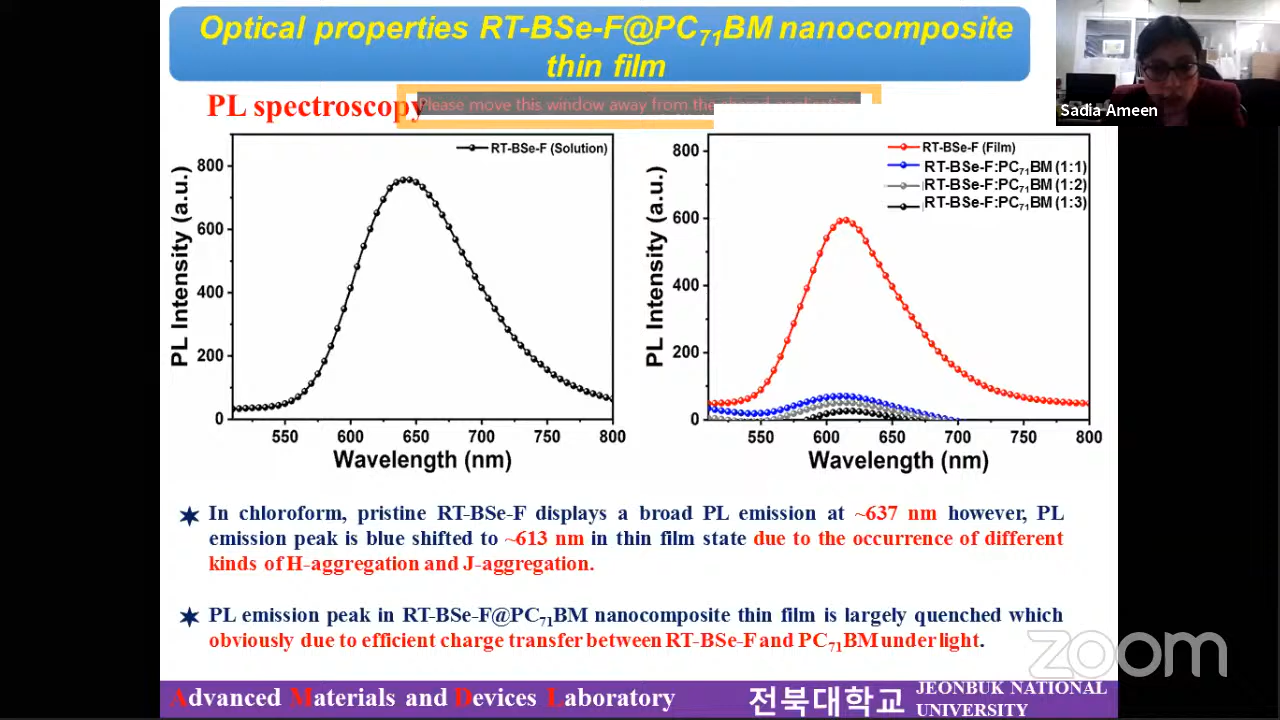 Optical properties RT-BSe-F@PC71BM nanocomposite
thin film
Sadia Ameen
PL spectroscopy
Please move this window away from the shared application
RT-BSe-F (Solution)
800
600
400
200
0
PL Intensity (a.u.)
550 600 650 700 750 800
Wavelength (nm)
RT-BSe-F (Film)
RT-BSe-F:PC71BM (1:1)
RT-BSe-F:PC71BM (1:2)
RT-BSe-F:PC71BM (1:3)
800
600
400
200
0
PL Intensity (a.u.)
550 600 650 700 750 800
Wavelength (nm)
In chloroform, pristine RT-BSe-F displays a broad PL emission at ~637 nm however, PL
emission peak is blue shifted to ~613 nm in thin film state due to the occurrence of different
kinds of H-aggregation and J-aggregation.
PL emission peak in RT-BSe-F@PC71BM nanocomposite thin film is largely quenched which
obviously due to efficient charge transfer between RT-BSe-F and PC71BM under light.
zoom
Advanced Materials and Devices Laboratory
전북대학교
JEONBUK NATIONAL
UNIVERSITY